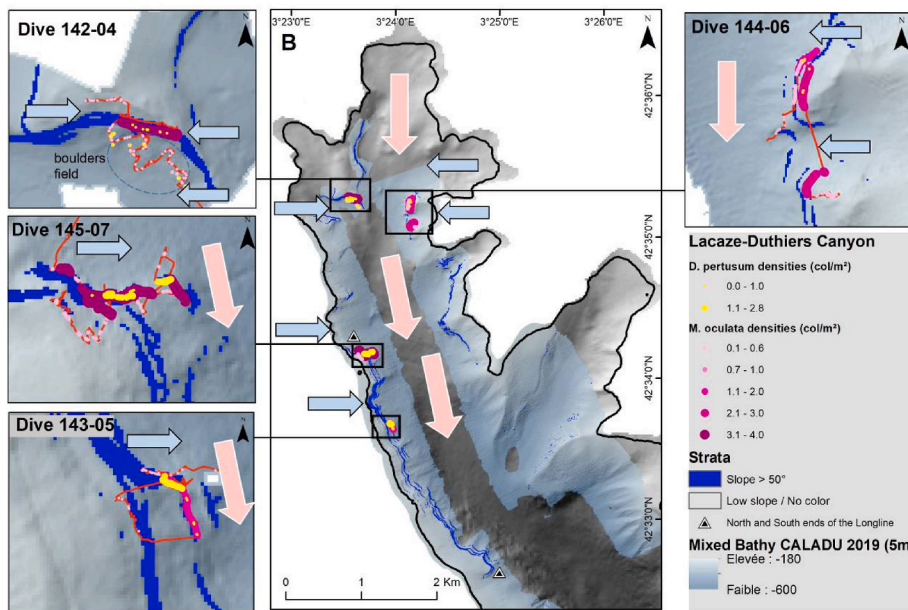 Dive 142-04
N
boulders
field
Dive 145-07
N
Dive 143-05
N
3°23'0"E 3°24'0"E 3°25'0"E 3°26'0"E
B
N
42°36'0"N
42°35'0"N
42°34'0"N
42°33'0"N
0 1 2 Km
Dive 144-06
N
Lacaze-Duthiers Canyon
D. pertusum densities (col/m²)
0.0 - 1.0
1.1 - 2.8
M. oculata densities (col/m²)
0.1 - 0.6
0.7 - 1.0
1.1 - 2.0
2.1 - 3.0
3.1 - 4.0
Strata
Slope > 50°
Low slope / No color
North and South ends of the Longline
Mixed Bathy CALADU 2019 (5m
Elevée : -180
Faible : -600